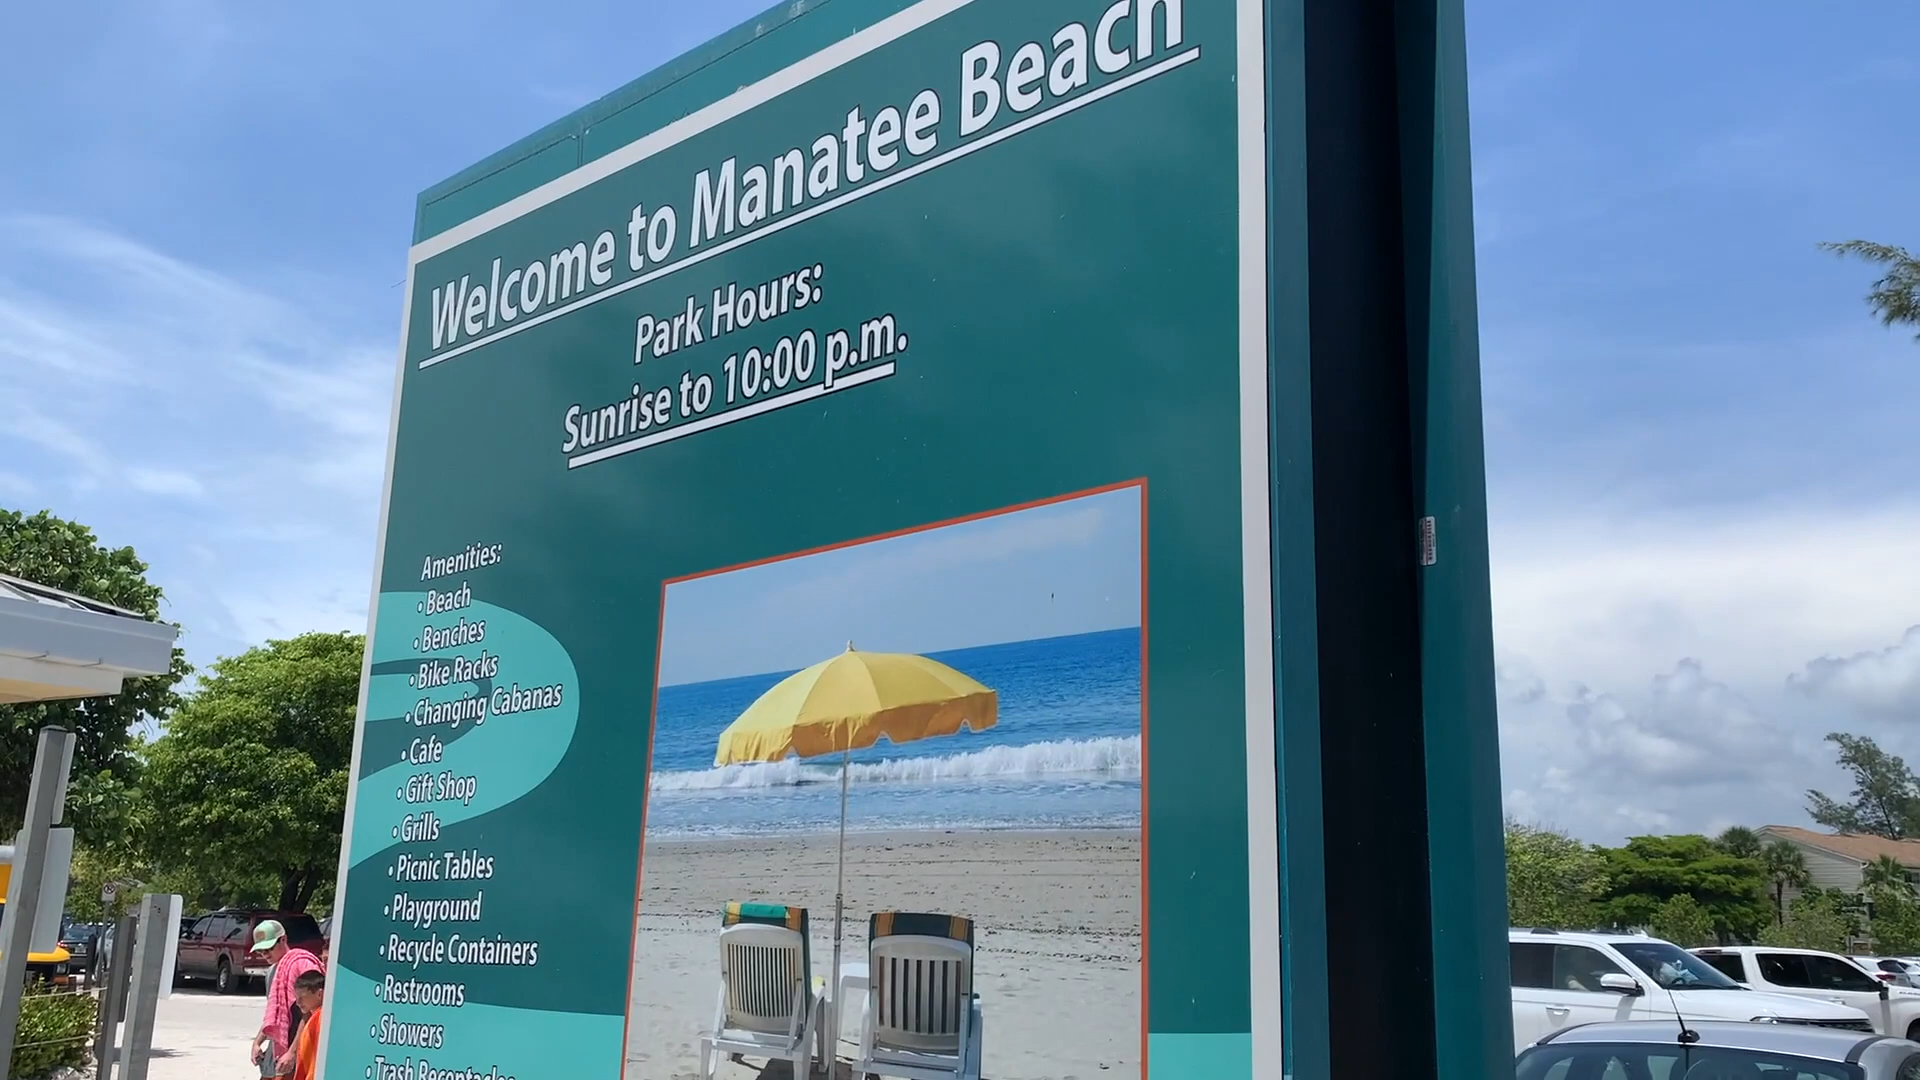 Welcome to Manatee Beach
Park Hours:
Sunrise to 10:00 p.m.
Amenities:
• Beach
• Benches
• Bike Racks
• Changing Cabanas
• Cafe
• Gift Shop
• Grills
• Picnic Tables
• Playground
• Recycle Containers
• Restrooms
• Showers
• Trash Receptacles